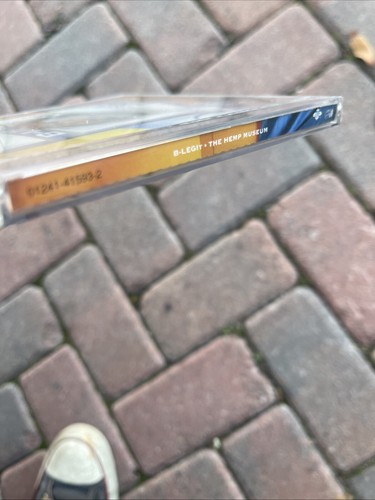 01241-41593-2
B-LEGIT • THE HEMP MUSEUM